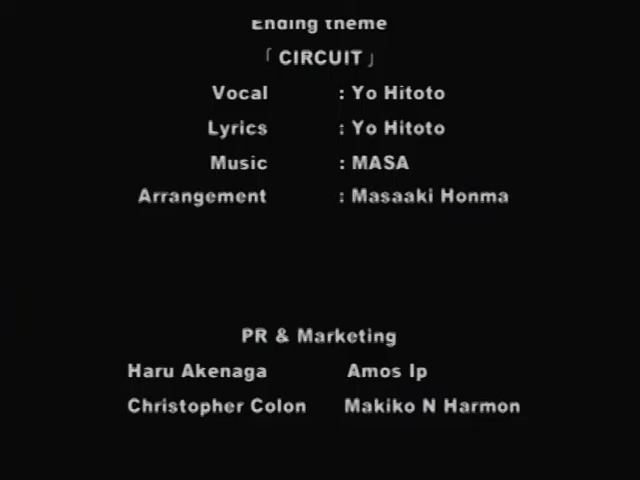 Ending theme
「CIRCUIT」
Vocal : Yo Hitoto
Lyrics : Yo Hitoto
Music : MASA
Arrangement : Masaaki Honma
PR & Marketing
Haru Akenaga Amos Ip
Christopher Colon Makiko N Harmon